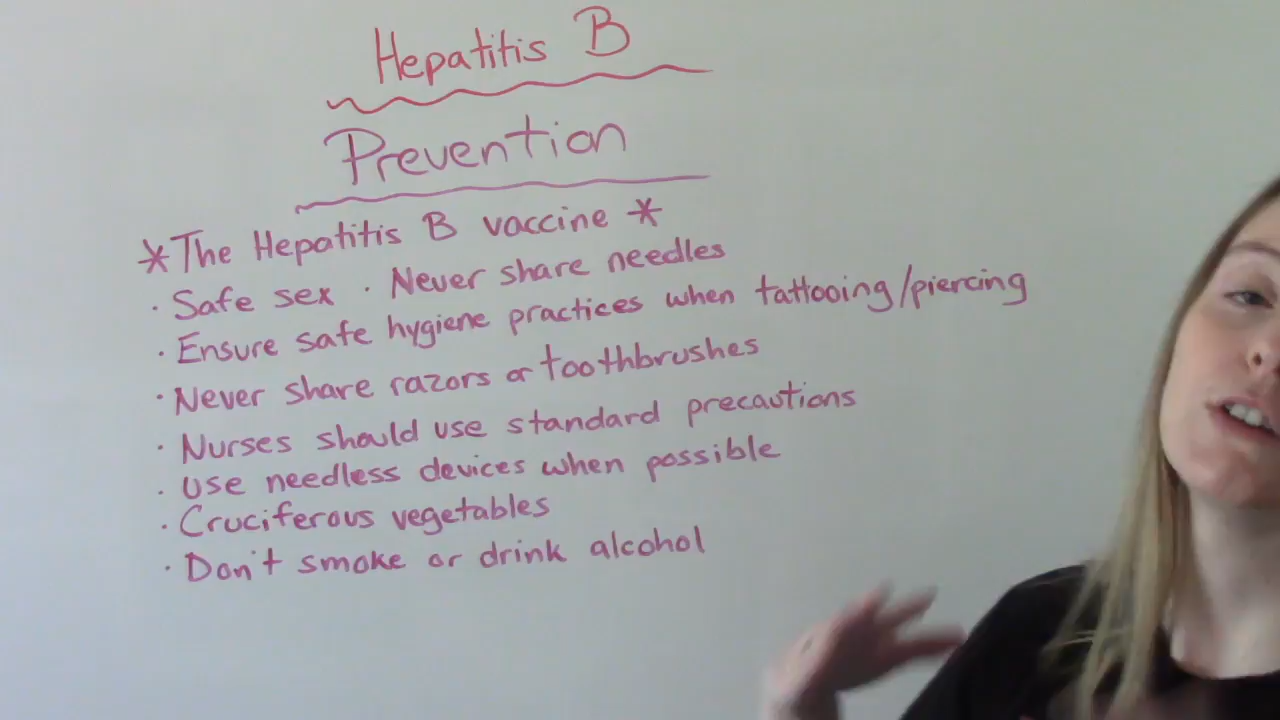 Hepatitis B
Prevention
*The Hepatitis B vaccine*
· Safe sex · Never share needles
· Ensure safe hygiene practices when tattooing/piercing
· Never share razors or toothbrushes
· Nurses should use standard precautions
· Use needless devices when possible
· Cruciferous vegetables
· Don't smoke or drink alcohol